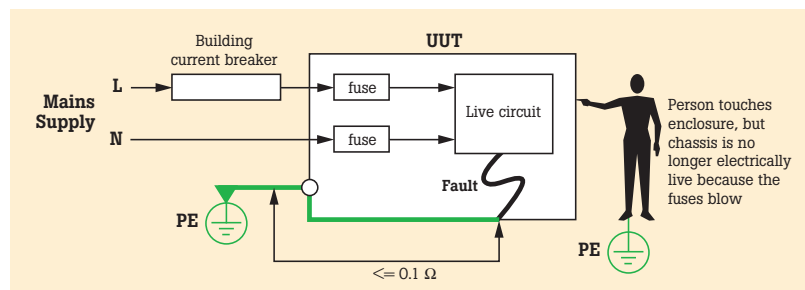 Building
current breaker
UUT
L
fuse
Mains
Supply
Live circuit
N
fuse
Person touches
enclosure, but
chassis is no
longer electrically
live because the
fuses blow
Fault
PE
PE
<= 0.1 Ω